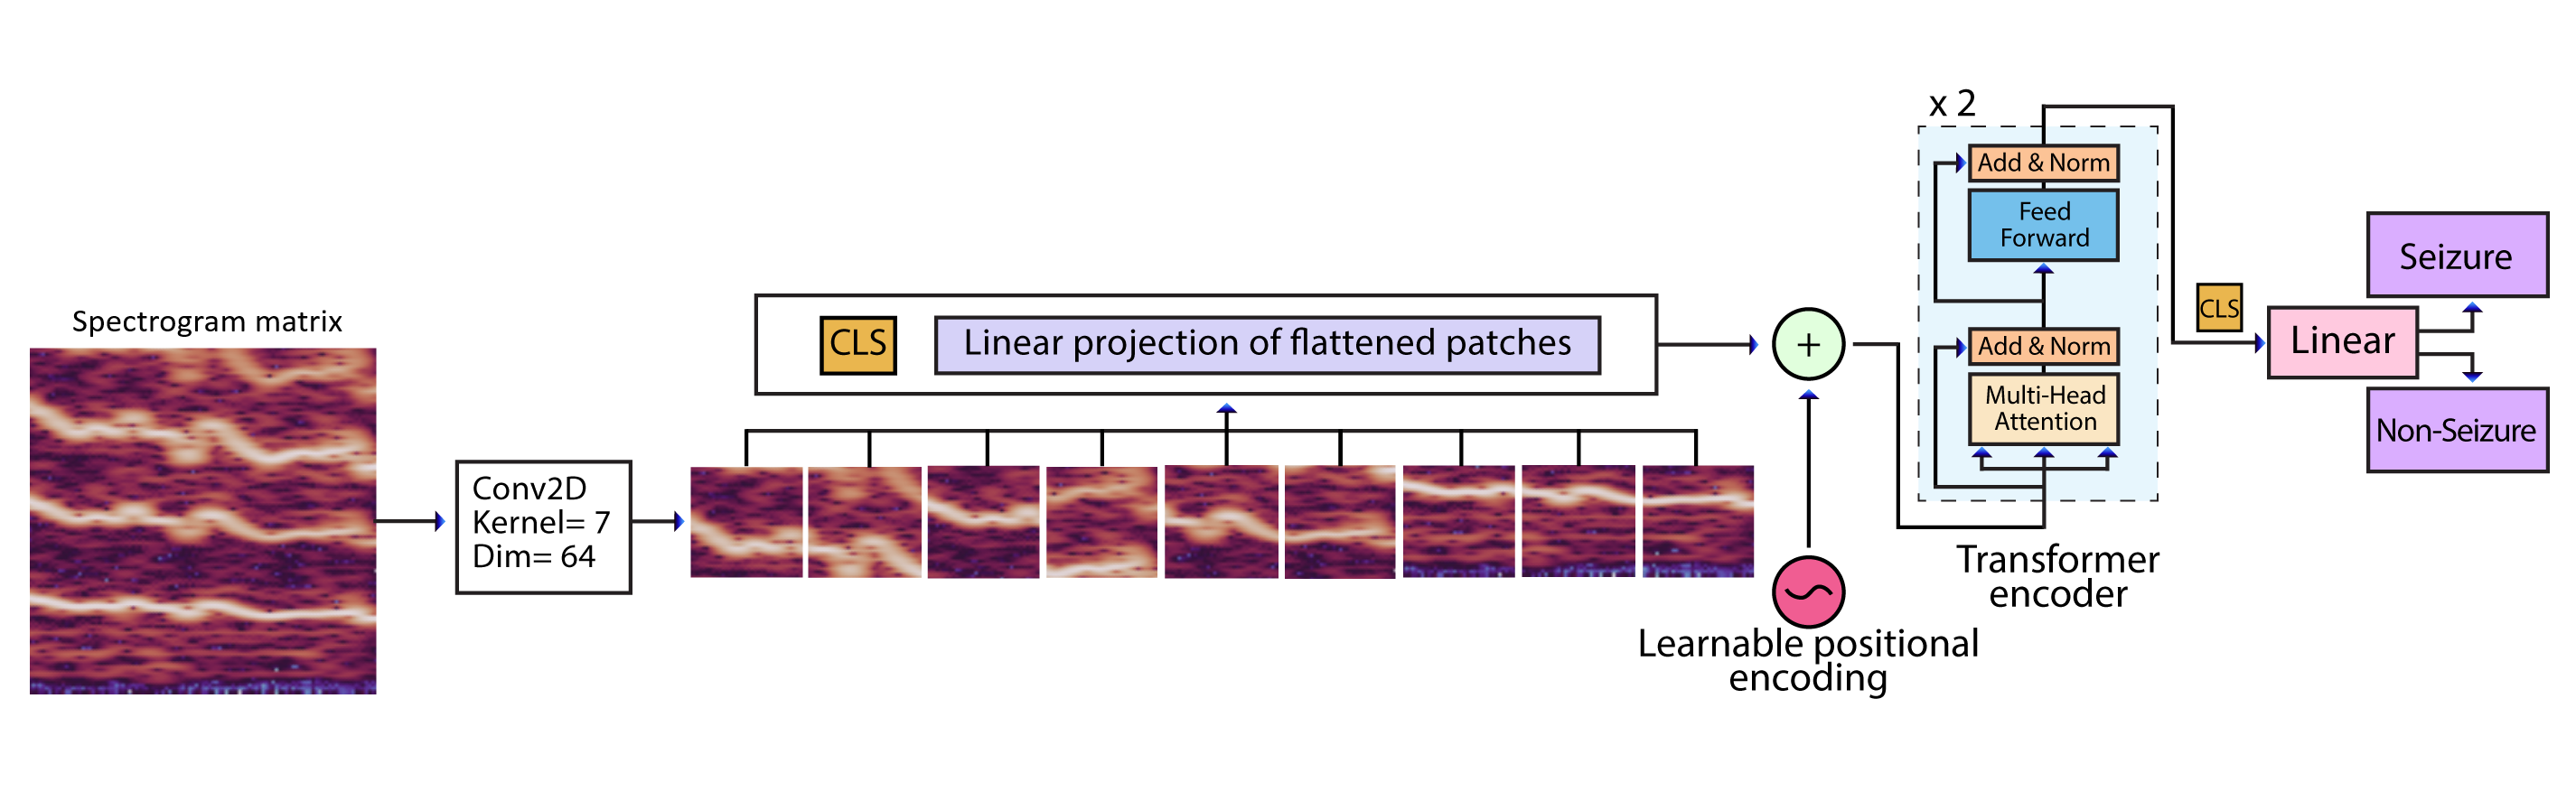 Spectrogram matrix
Conv2D
Kernel= 7
Dim= 64
CLS
Linear projection of flattened patches
+
Learnable positional
encoding
x 2
Add & Norm
Feed
Forward
Add & Norm
Multi-Head
Attention
Transformer
encoder
CLS
Linear
Seizure
Non-Seizure